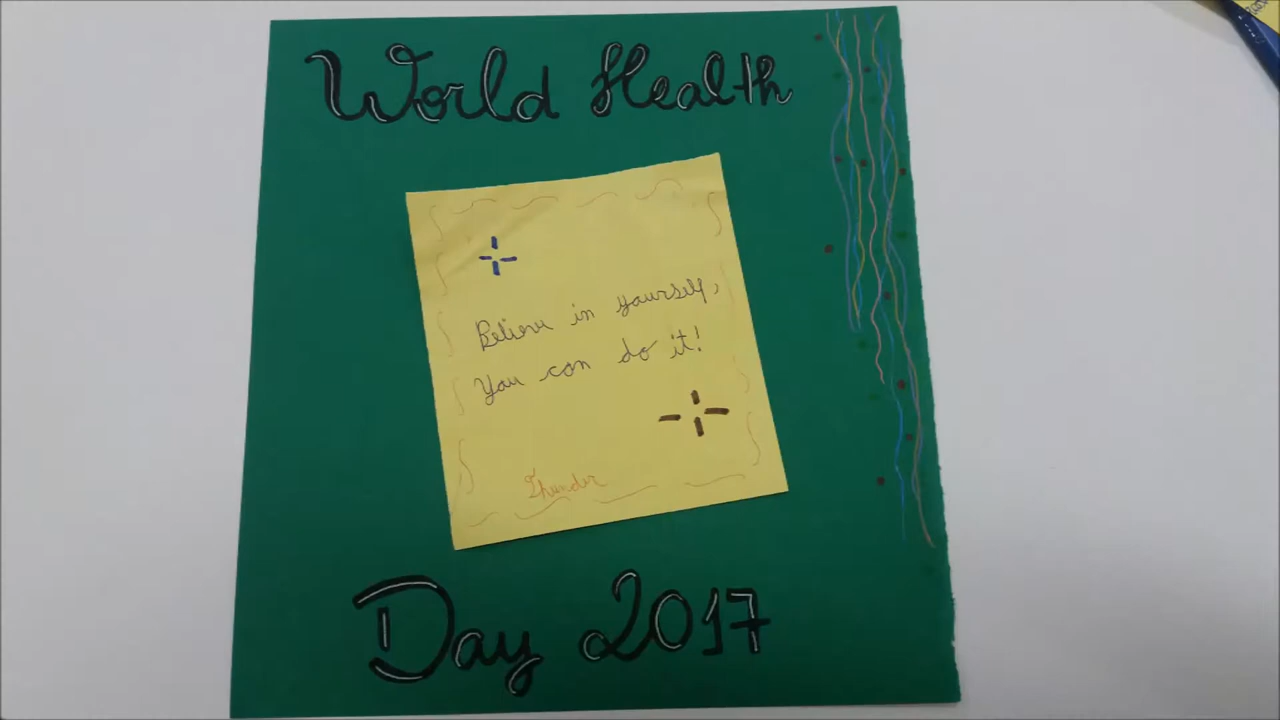 World Health
Believe in yourself,
You can do it!
Thunder
Day 2017